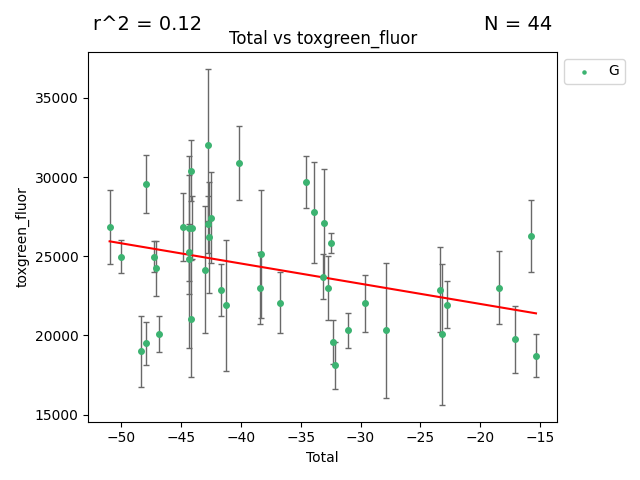 r^2 = 0.12
N = 44
Total vs toxgreen_fluor
G
35000
30000
25000
20000
15000
toxgreen_fluor
−50 −45 −40 −35 −30 −25 −20 −15
Total